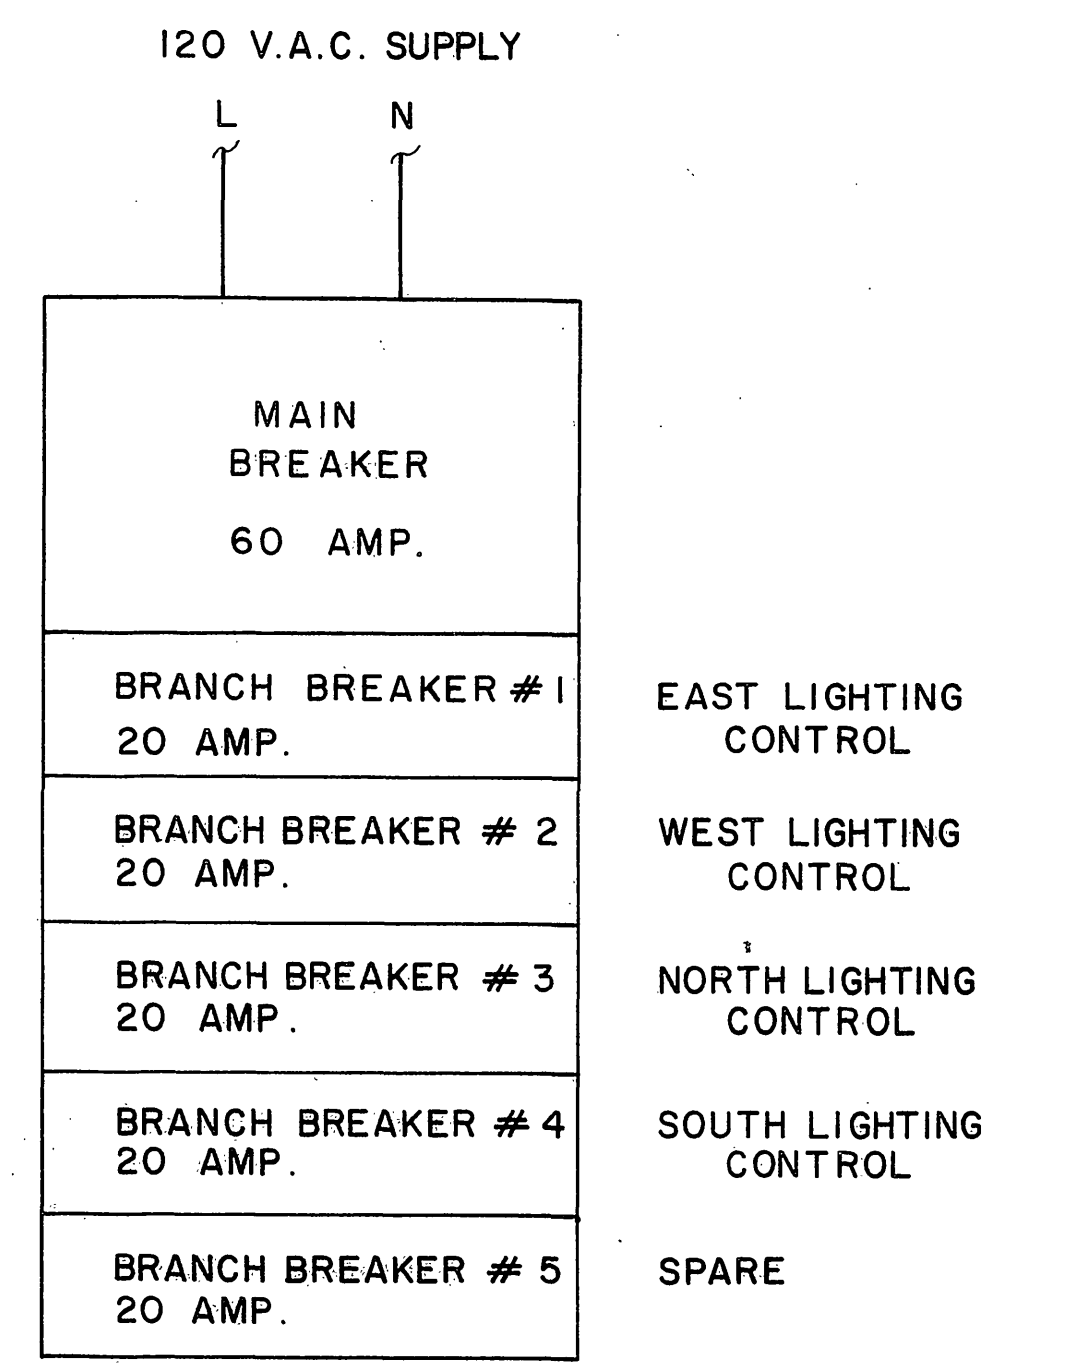 120 V.A.C. SUPPLY
L N
MAIN
BREAKER
60 AMP.
BRANCH BREAKER # 1
20 AMP.
EAST LIGHTING
CONTROL
BRANCH BREAKER # 2
20 AMP.
WEST LIGHTING
CONTROL
BRANCH BREAKER # 3
20 AMP.
NORTH LIGHTING
CONTROL
BRANCH BREAKER # 4
20 AMP.
SOUTH LIGHTING
CONTROL
BRANCH BREAKER # 5
20 AMP.
SPARE